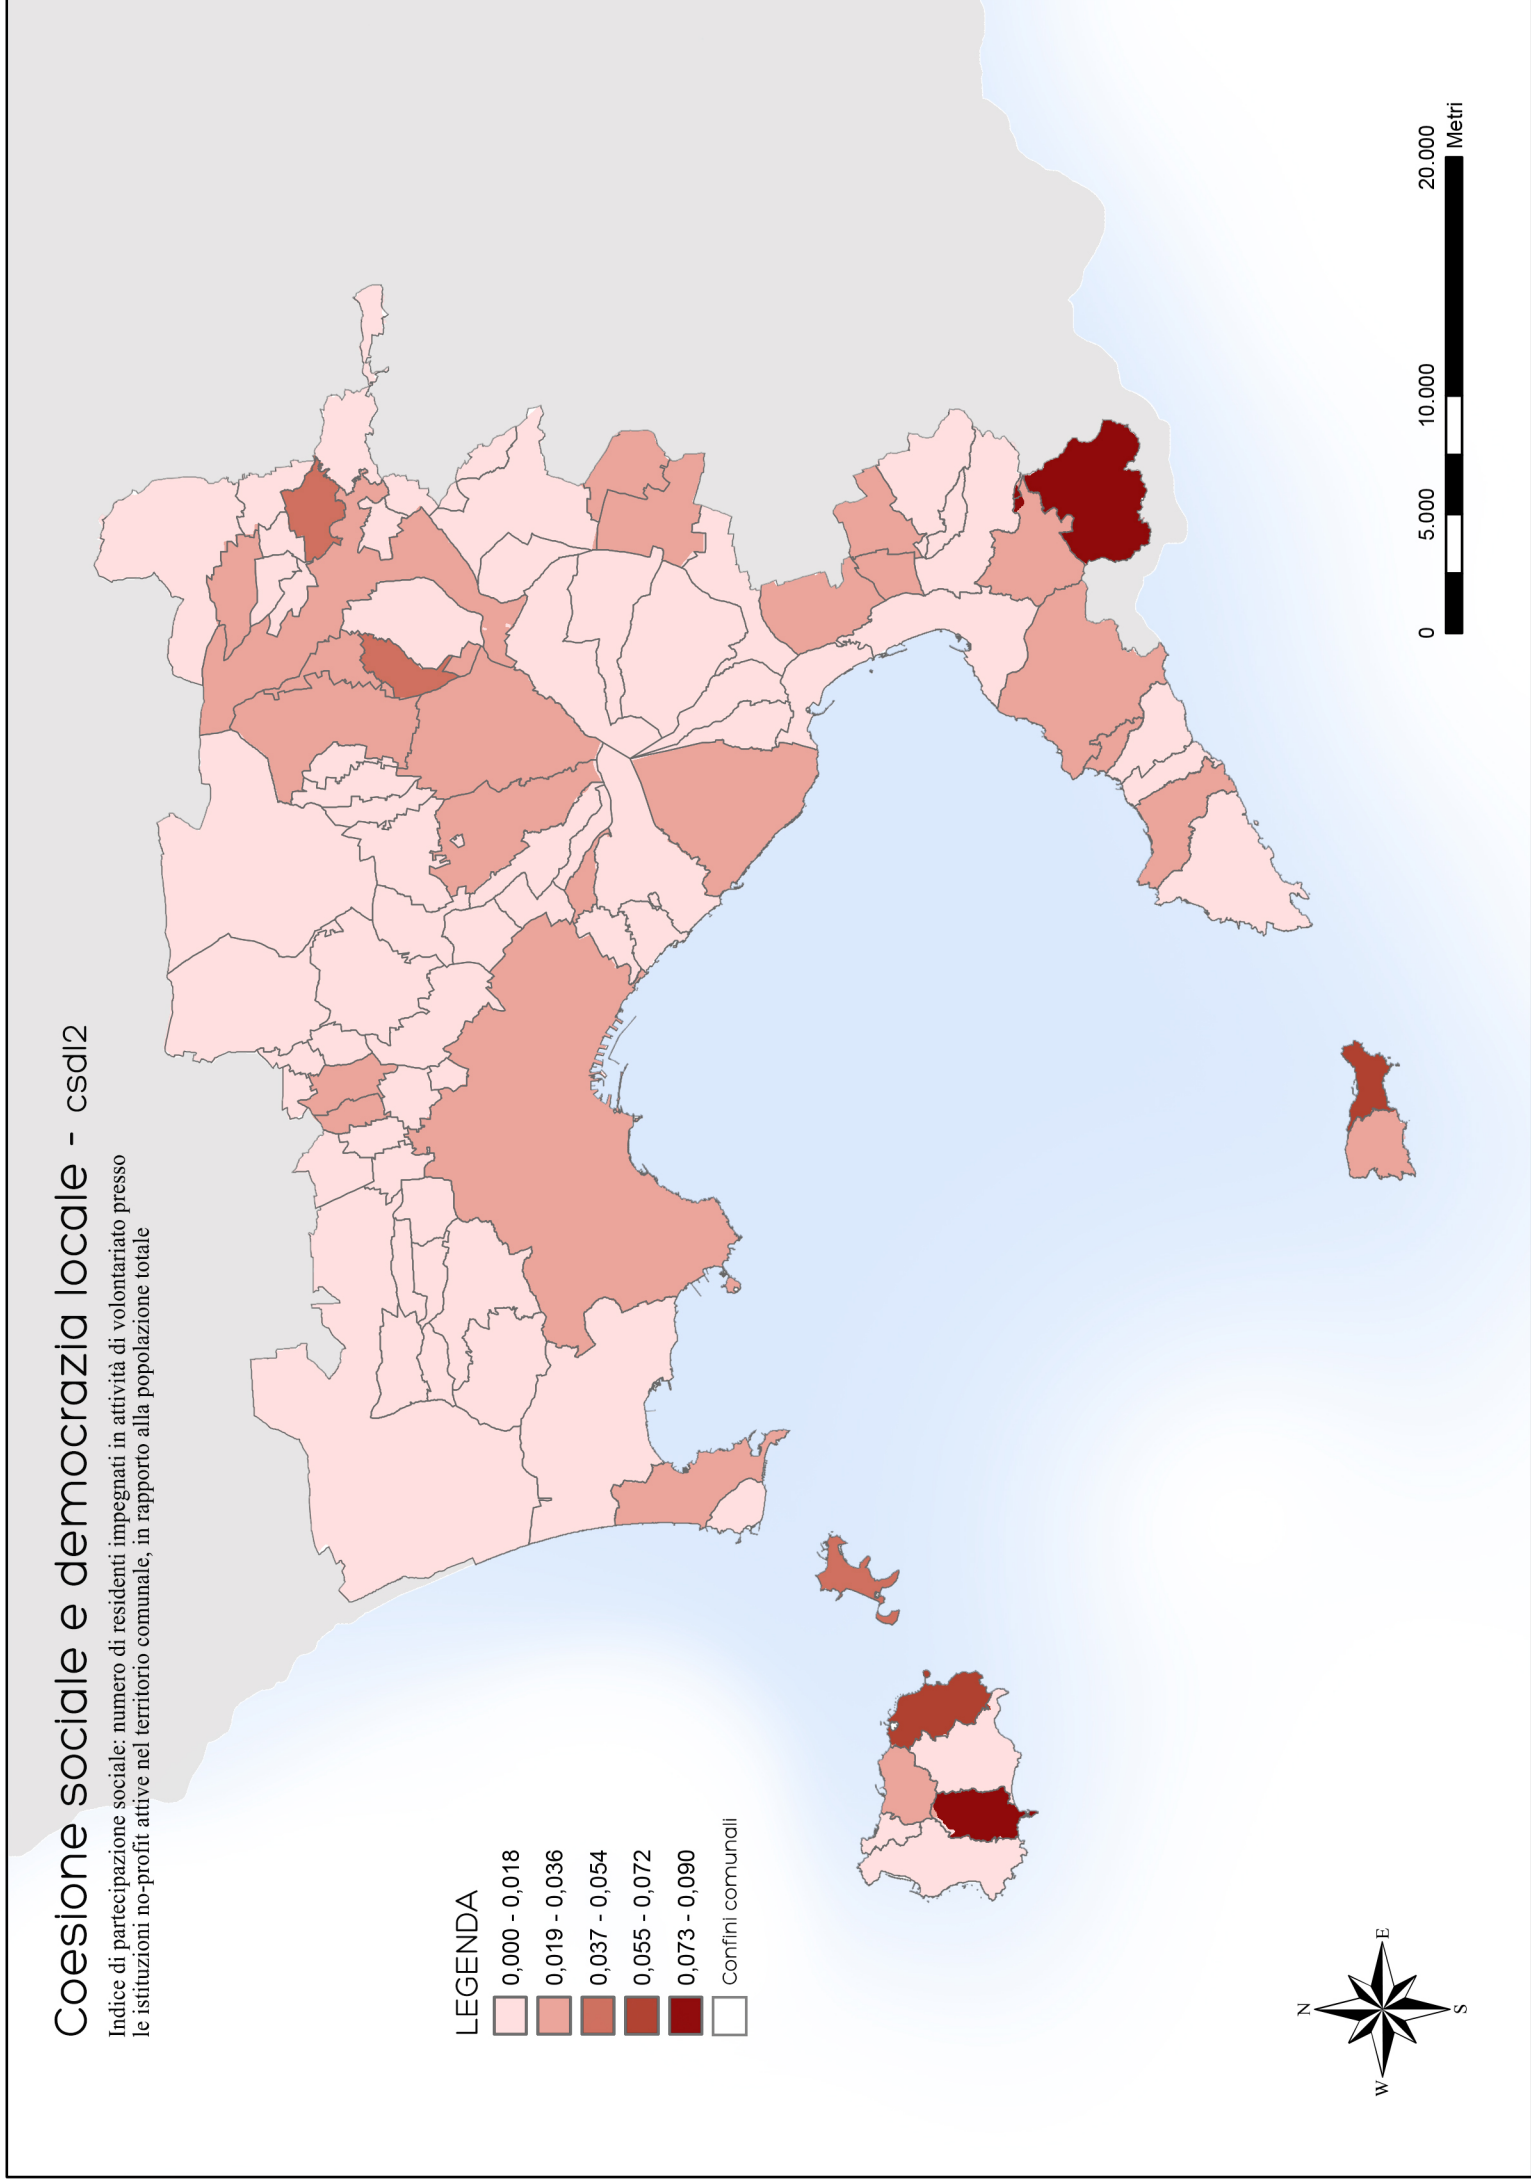 Coesione sociale e democrazia locale - csdl2
Indice di partecipazione sociale: numero di residenti impegnati in attività di volontariato presso
le istituzioni no-profit attive nel territorio comunale, in rapporto alla popolazione totale
LEGENDA
0,000 - 0,018
0,019 - 0,036
0,037 - 0,054
0,055 - 0,072
0,073 - 0,090
Confini comunali
N
W
E
S
0 5.000 10.000 20.000
Metri